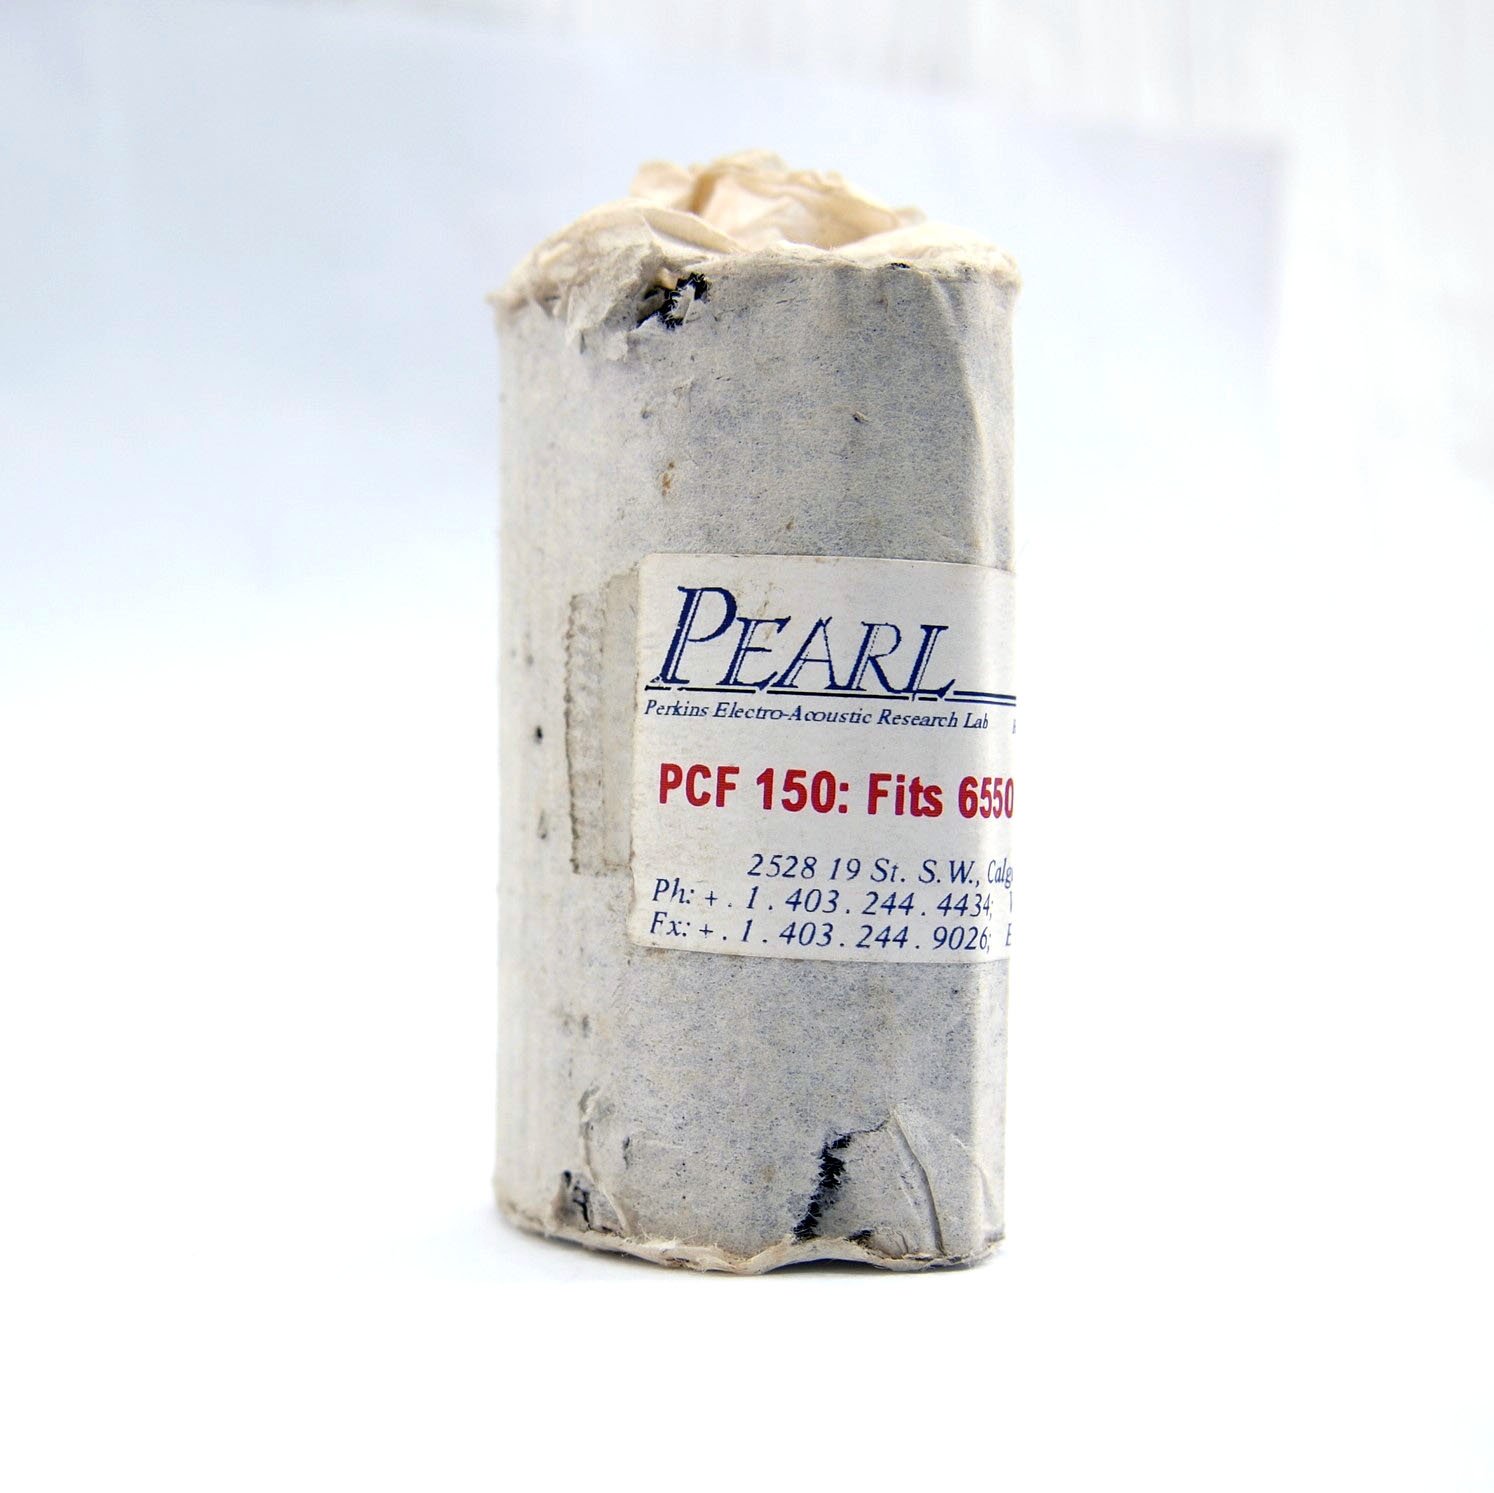 PEARL
Perkins Electro-Acoustic Research Lab
PCF 150: Fits 6550
2528 19 St. S.W.,
Ph: + . 1 . 403 . 244 . 4434;
Fx: + . 1 . 403 . 244 . 9026;